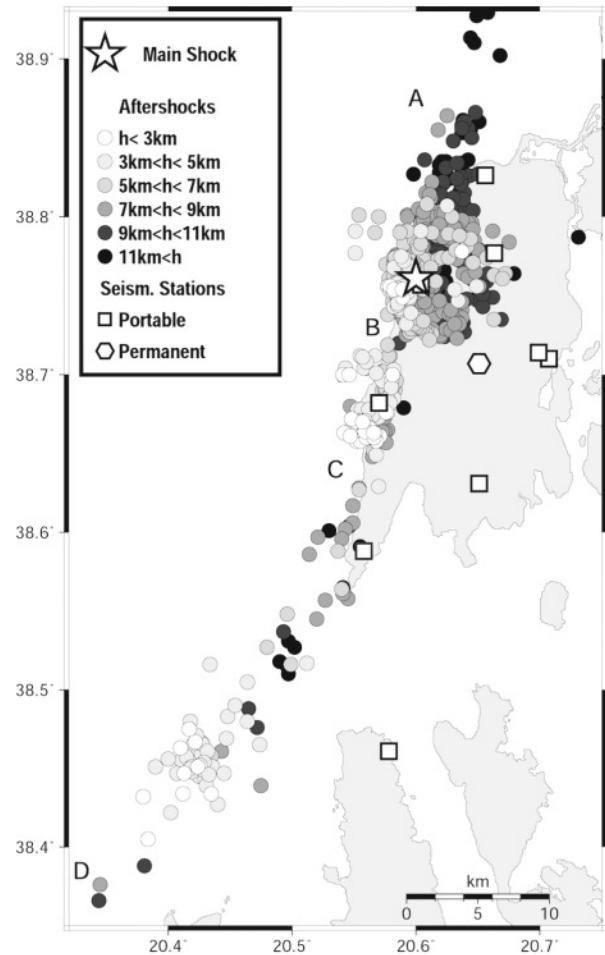 Main Shock
Aftershocks
h< 3km
3km<h< 5km
5km<h< 7km
7km<h< 9km
9km<h<11km
11km<h
Seism. Stations
Portable
Permanent
A
B
C
D
38.9˚
38.8˚
38.7˚
38.6˚
38.5˚
38.4˚
km
0 5 10
20.4˚ 20.5˚ 20.6˚ 20.7˚